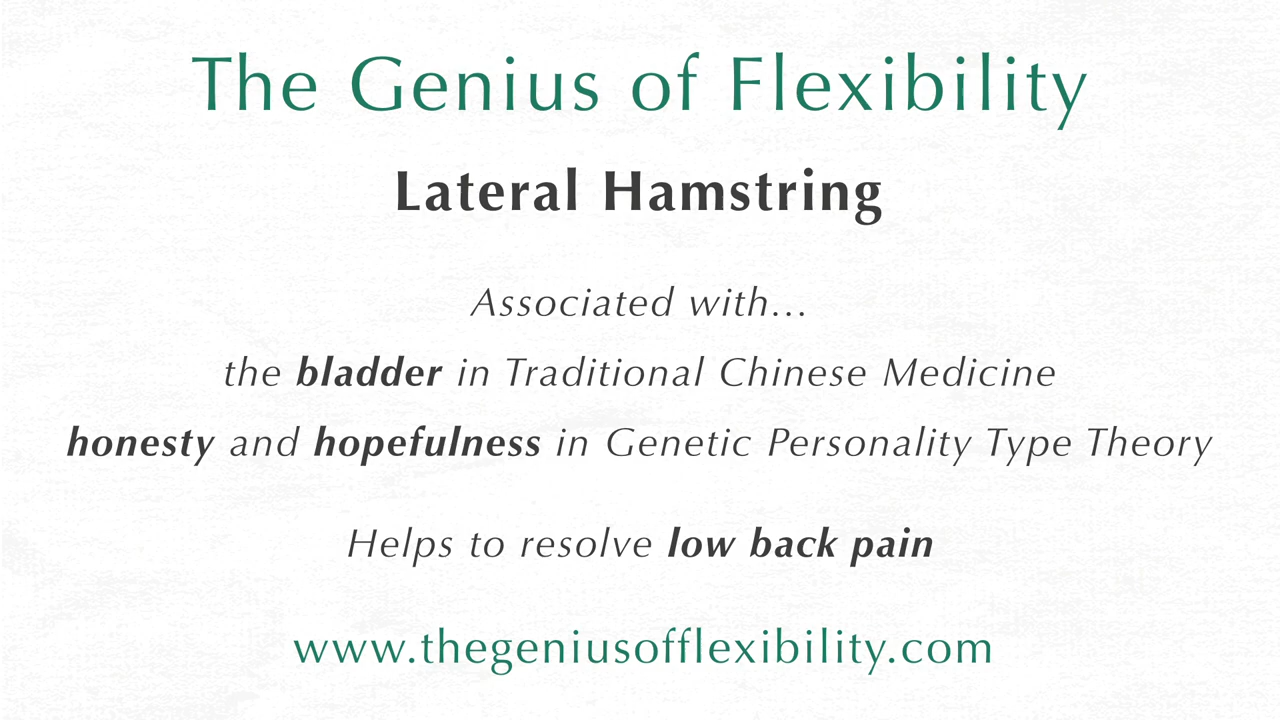 The Genius of Flexibility
Lateral Hamstring
Associated with...
the bladder in Traditional Chinese Medicine
honesty and hopefulness in Genetic Personality Type Theory
Helps to resolve low back pain
www.thegeniusofflexibility.com